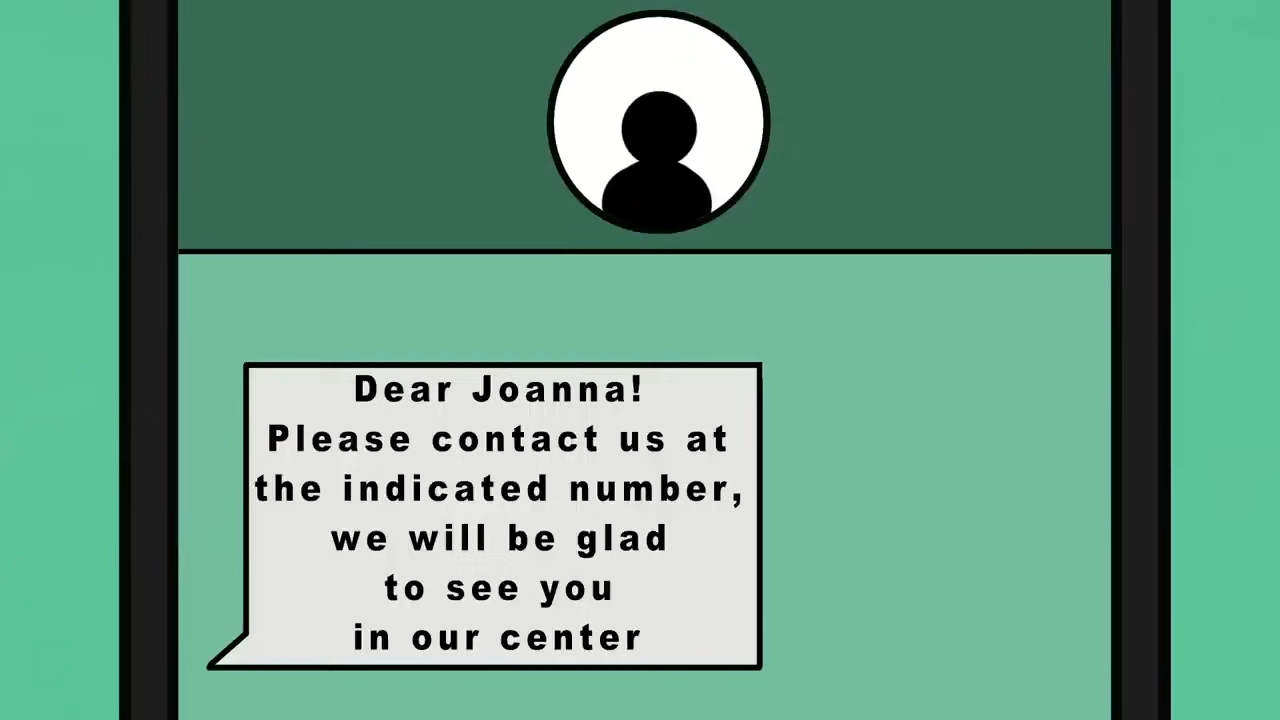 Dear Joanna!
Please contact us at
the indicated number,
we will be glad
to see you
in our center